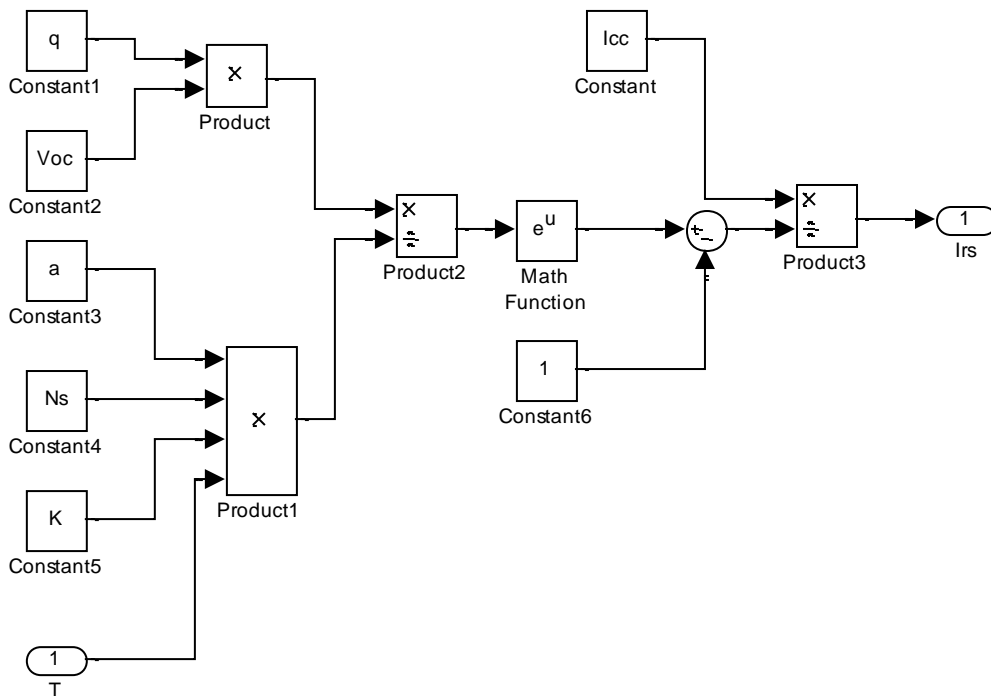 q
Constant1
Voc
Constant2
×
Product
a
Constant3
Ns
Constant4
K
Constant5
1
T
×
Product1
×
÷
Product2
e^u
Math
Function
1
Constant6
Icc
Constant
+
−
×
÷
Product3
1
Irs